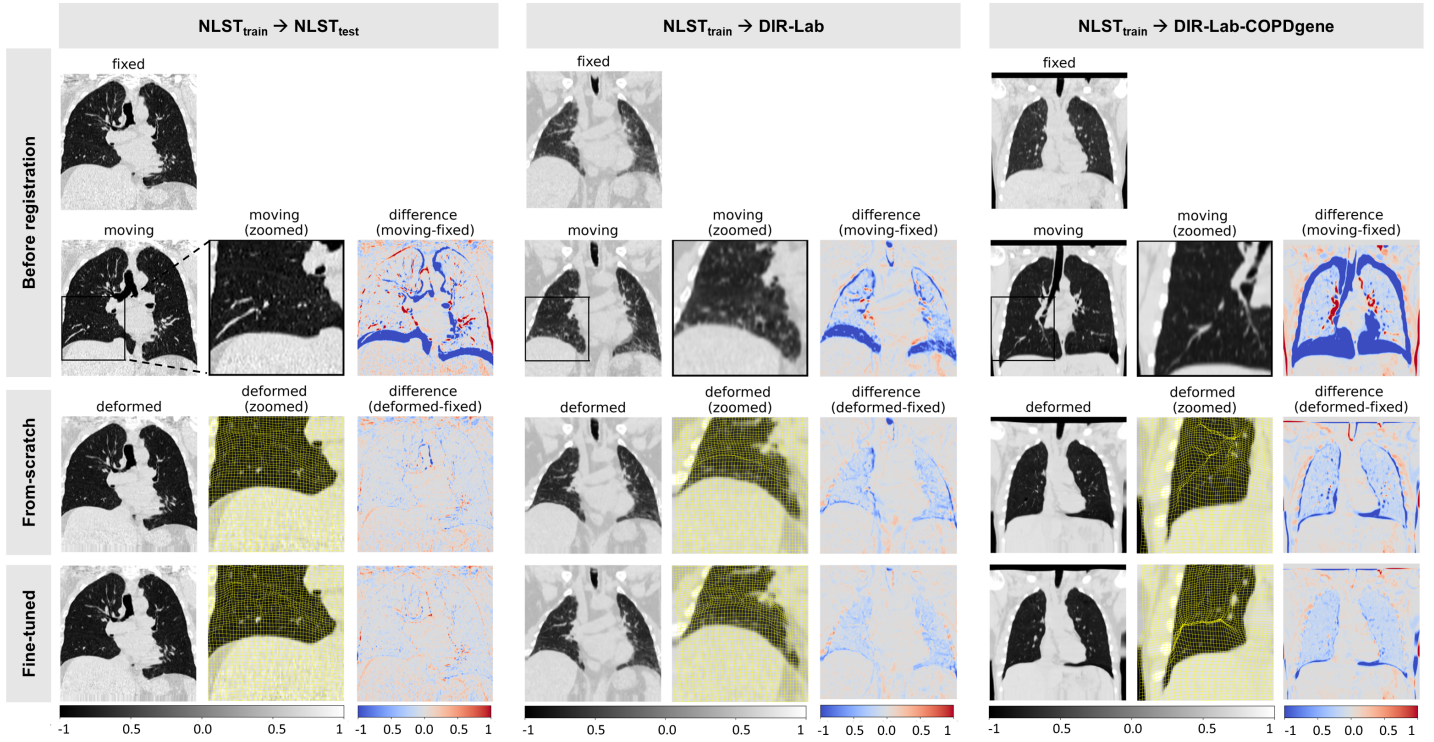 NLSTtrain → NLSTtest
NLSTtrain → DIR-Lab
NLSTtrain → DIR-Lab-COPDgene
Before registration
fixed
fixed
fixed
moving
moving
(zoomed)
difference
(moving-fixed)
moving
moving
(zoomed)
difference
(moving-fixed)
moving
moving
(zoomed)
difference
(moving-fixed)
From-scratch
deformed
deformed
(zoomed)
difference
(deformed-fixed)
deformed
deformed
(zoomed)
difference
(deformed-fixed)
deformed
deformed
(zoomed)
difference
(deformed-fixed)
Fine-tuned
-1 0.5 0.0 0.5 1
-1 0.5 0.0 0.5 1
-1 0.5 0.0 0.5 1
-1 0.5 0.0 0.5 1
-1 0.5 0.0 0.5 1
-1 0.5 0.0 0.5 1